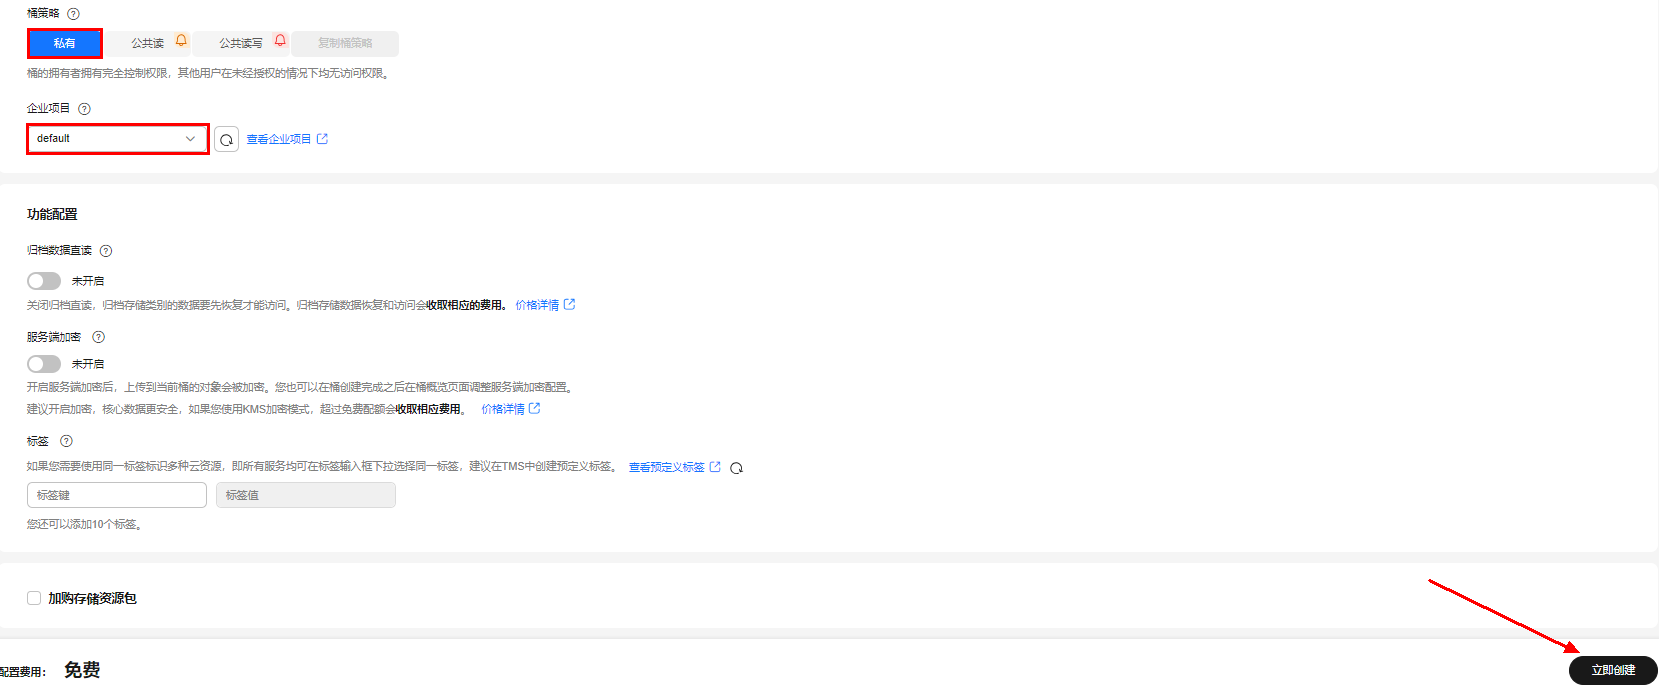 桶策略
私有 公共读 公共读写 复制桶策略
桶的拥有者拥有完全控制权限，其他用户在未经授权的情况下均无访问权限。
企业项目
default 查看企业项目
功能配置
归档数据直读
未开启
关闭归档直读，归档存储类别的数据要先恢复才能访问。归档存储数据恢复和访问会收取相应的费用。 价格详情
服务端加密
未开启
开启服务端加密后，上传到当前桶的对象会被加密。您也可以在桶创建完成之后在桶概览页面调整服务端加密配置。
建议开启加密，核心数据更安全，如果您使用KMS加密模式，超过免费配额会收取相应费用。 价格详情
标签
如果您需要使用同一标签标识多种云资源，即所有服务均可在标签输入框下拉选择同一标签，建议在TMS中创建预定义标签。 查看预定义标签
标签键 标签值
您还可以添加10个标签。
加购存储资源包
配置费用： 免费 立即创建